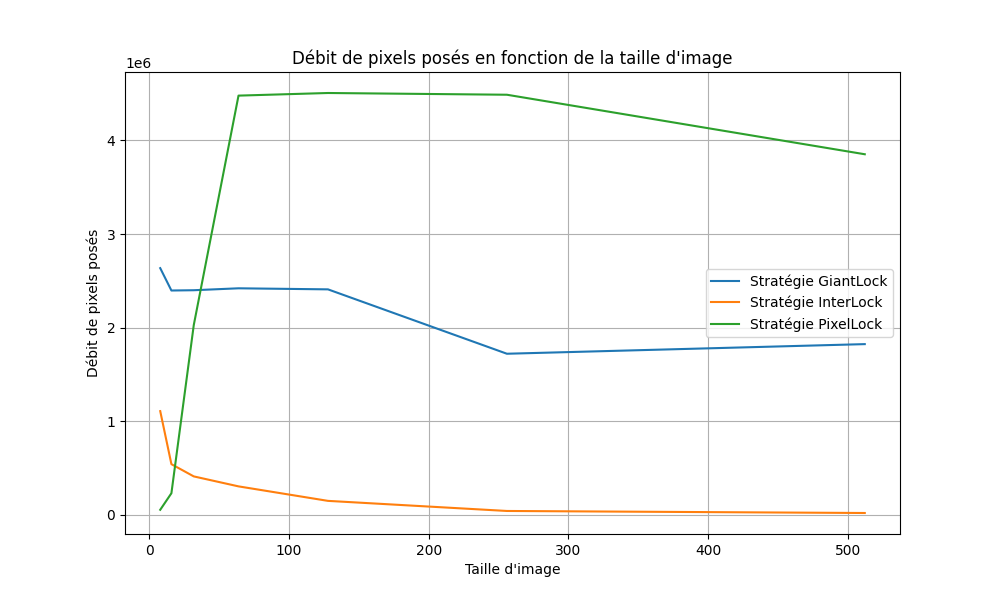 Débit de pixels posés en fonction de la taille d'image
1e6
4
3
2
1
0
Débit de pixels posés
Stratégie GiantLock
Stratégie InterLock
Stratégie PixelLock
0 100 200 300 400 500
Taille d'image